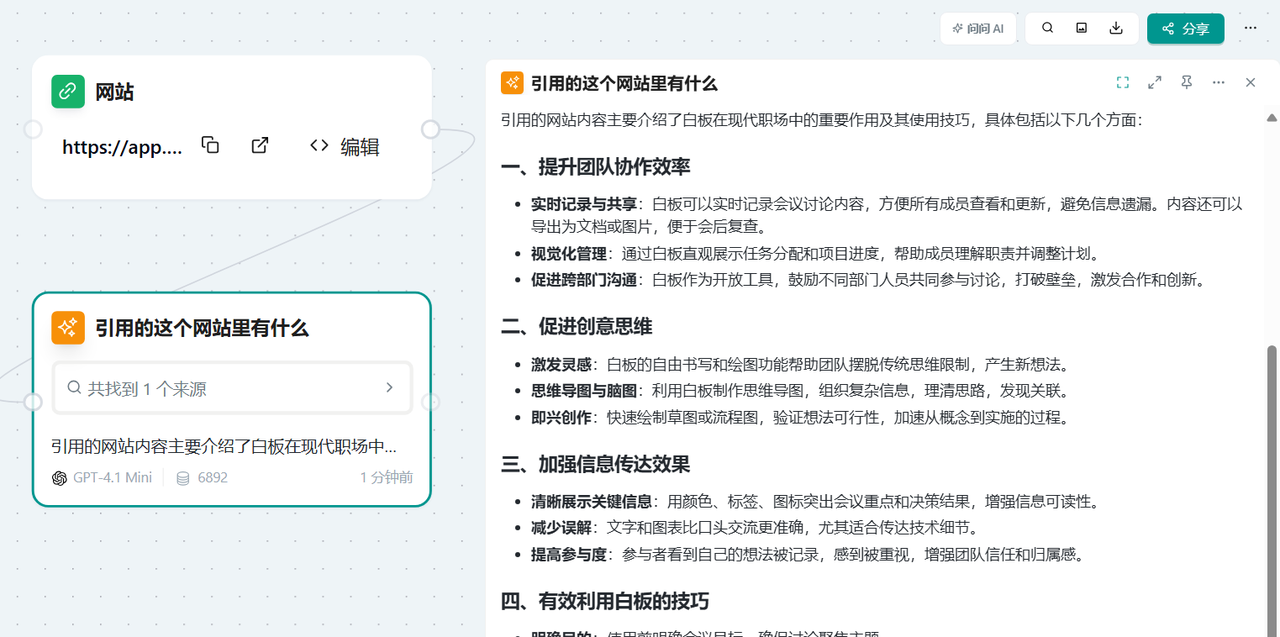 问问 AI
分享
网站
https://app....
编辑
引用的这个网站里有什么
共找到 1 个来源
引用的网站内容主要介绍了白板在现代职场中...
GPT-4.1 Mini
6892
1 分钟前
引用的这个网站里有什么
引用的网站内容主要介绍了白板在现代职场中的重要作用及其使用技巧，具体包括以下几个方面：
一、提升团队协作效率
实时记录与共享：白板可以实时记录会议讨论内容，方便所有成员查看和更新，避免信息遗漏。内容还可以
导出为文档或图片，便于会后复查。
视觉化管理：通过白板直观展示任务分配和项目进度，帮助成员理解职责并调整计划。
促进跨部门沟通：白板作为开放工具，鼓励不同部门人员共同参与讨论，打破壁垒，激发合作和创新。
二、促进创意思维
激发灵感：白板的自由书写和绘图功能帮助团队摆脱传统思维限制，产生新想法。
思维导图与脑图：利用白板制作思维导图，组织复杂信息，理清思路，发现关联。
即兴创作：快速绘制草图或流程图，验证想法可行性，加速从概念到实施的过程。
三、加强信息传达效果
清晰展示关键信息：用颜色、标签、图标突出会议重点和决策结果，增强信息可读性。
减少误解：文字和图表比口头交流更准确，尤其适合传达技术细节。
提高参与度：参与者看到自己的想法被记录，感到被重视，增强团队信任和归属感。
四、有效利用白板的技巧
明确目的：使用前明确会议目标，确保讨论聚焦主题。